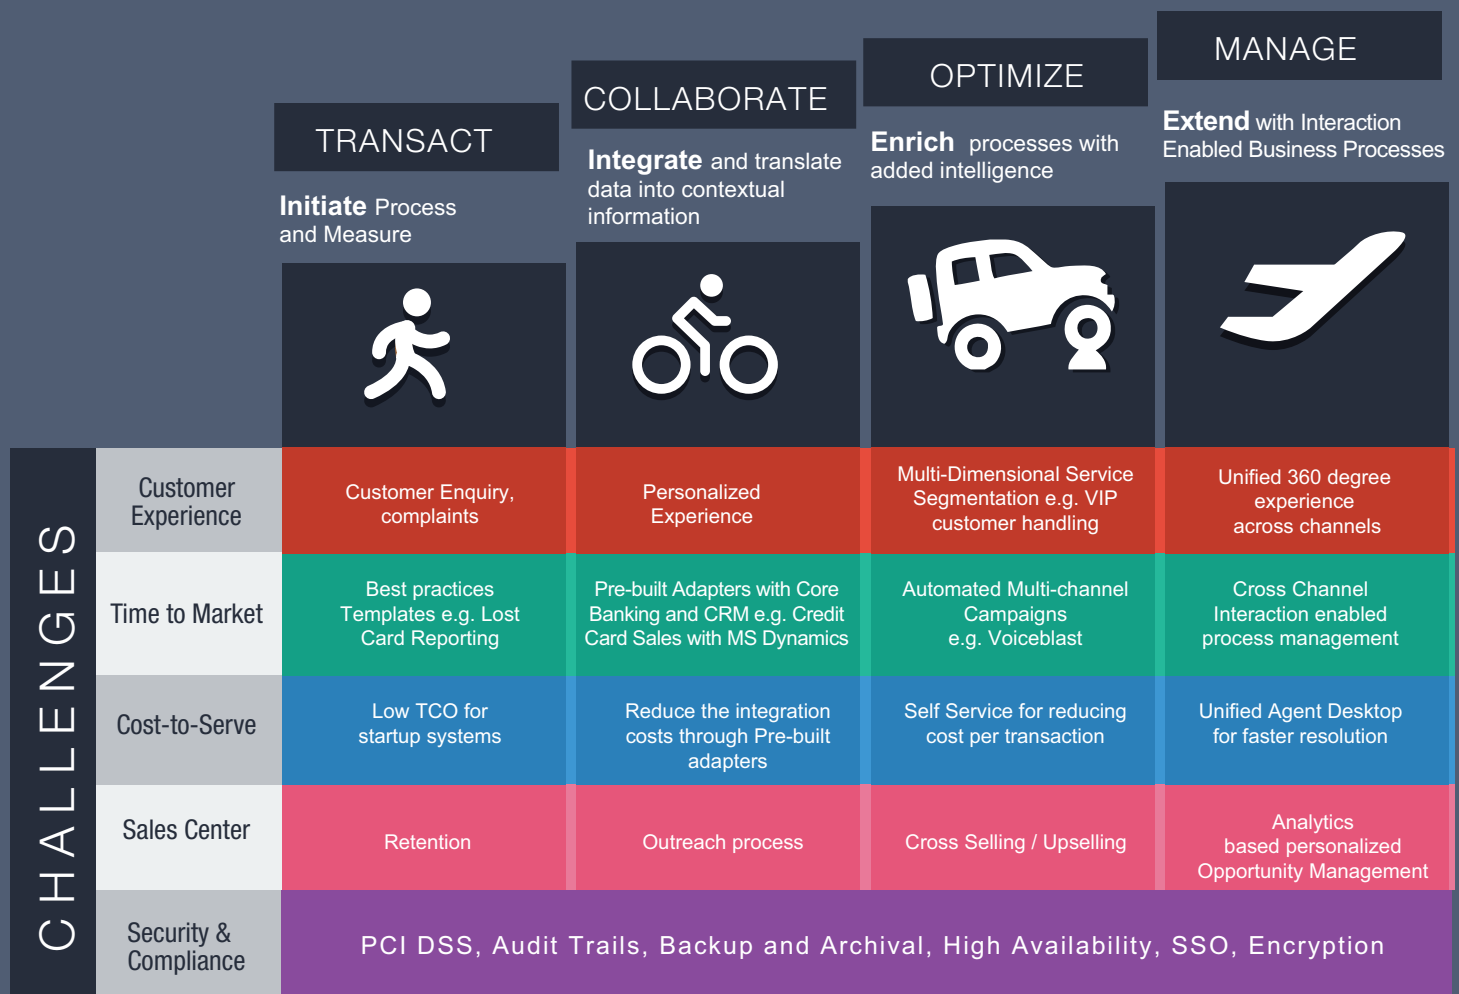 TRANSACT
Initiate Process
and Measure
COLLABORATE
Integrate and translate
data into contextual
information
OPTIMIZE
Enrich processes with
added intelligence
MANAGE
Extend with Interaction
Enabled Business Processes
CHALLENGES
Customer
Experience
Customer Enquiry,
complaints
Personalized
Experience
Multi-Dimensional Service
Segmentation e.g. VIP
customer handling
Unified 360 degree
experience
across channels
Time to Market
Best practices
Templates e.g. Lost
Card Reporting
Pre-built Adapters with Core
Banking and CRM e.g. Credit
Card Sales with MS Dynamics
Automated Multi-channel
Campaigns
e.g. Voiceblast
Cross Channel
Interaction enabled
process management
Cost-to-Serve
Low TCO for
startup systems
Reduce the integration
costs through Pre-built
adapters
Self Service for reducing
cost per transaction
Unified Agent Desktop
for faster resolution
Sales Center
Retention
Outreach process
Cross Selling / Upselling
Analytics
based personalized
Opportunity Management
Security &
Compliance
PCI DSS, Audit Trails, Backup and Archival, High Availability, SSO, Encryption